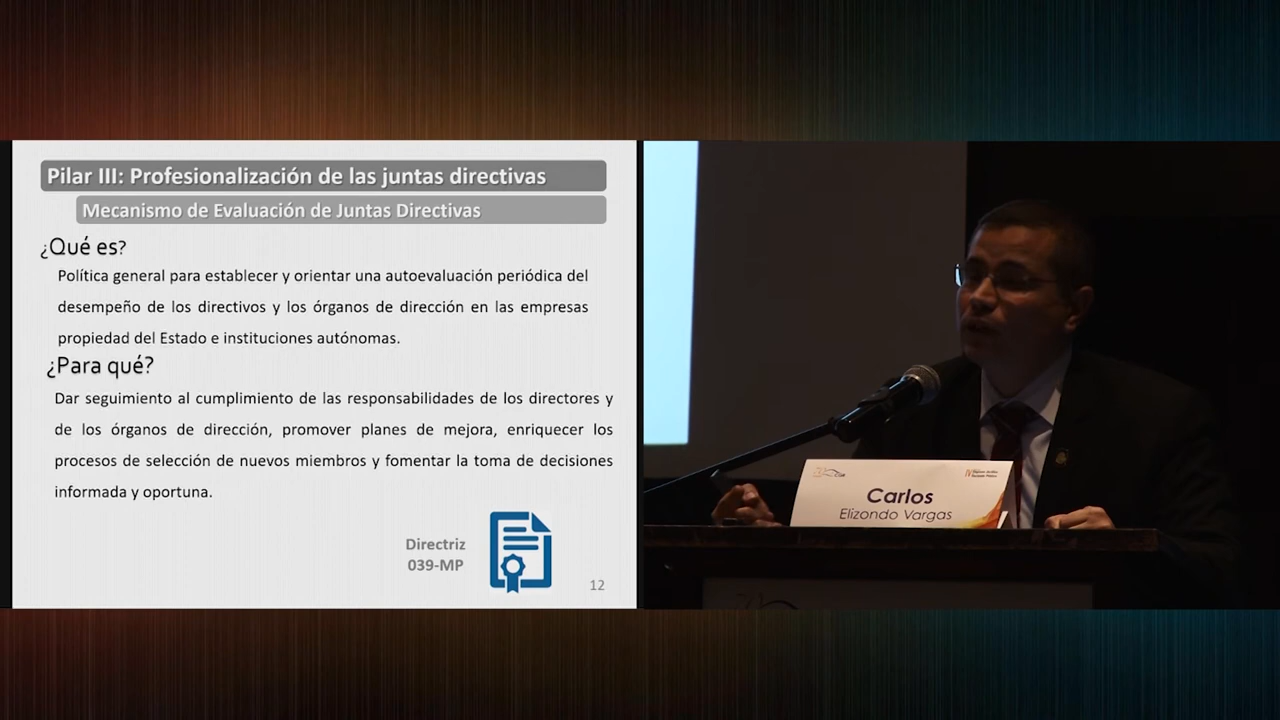 Pilar III: Profesionalización de las juntas directivas
Mecanismo de Evaluación de Juntas Directivas
¿Qué es?
Política general para establecer y orientar una autoevaluación periódica del
desempeño de los directivos y los órganos de dirección en las empresas
propiedad del Estado e instituciones autónomas.
¿Para qué?
Dar seguimiento al cumplimiento de las responsabilidades de los directores y
de los órganos de dirección, promover planes de mejora, enriquecer los
procesos de selección de nuevos miembros y fomentar la toma de decisiones
informada y oportuna.
Directriz
039-MP
12
Carlos
Elizondo Vargas